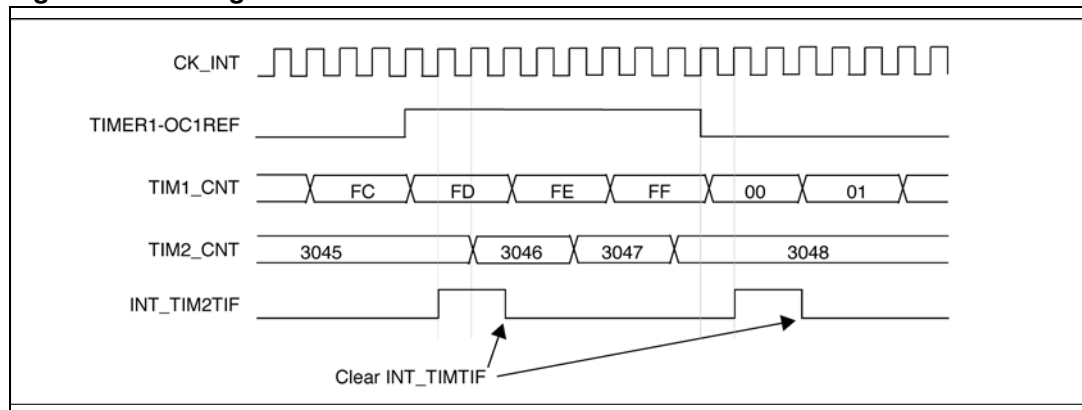 CK_INT
TIMER1-OC1REF
TIM1_CNT FC FD FE FF 00 01
TIM2_CNT 3045 3046 3047 3048
INT_TIM2TIF
Clear INT_TIMTIF